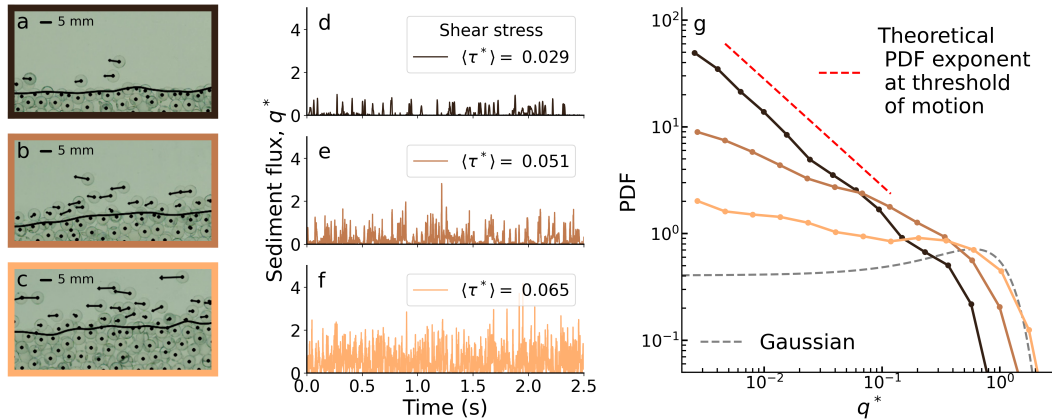 a
5 mm
b
5 mm
c
5 mm
Sediment flux, q*
d
4
2
0
Shear stress
⟨τ*⟩ = 0.029
e
4
2
0
⟨τ*⟩ = 0.051
f
4
2
0
⟨τ*⟩ = 0.065
0.0 0.5 1.0 1.5 2.0 2.5
Time (s)
g
PDF
10²
10¹
10⁰
10⁻¹
Theoretical
PDF exponent
at threshold
of motion
Gaussian
10⁻² 10⁻¹ 10⁰
q*